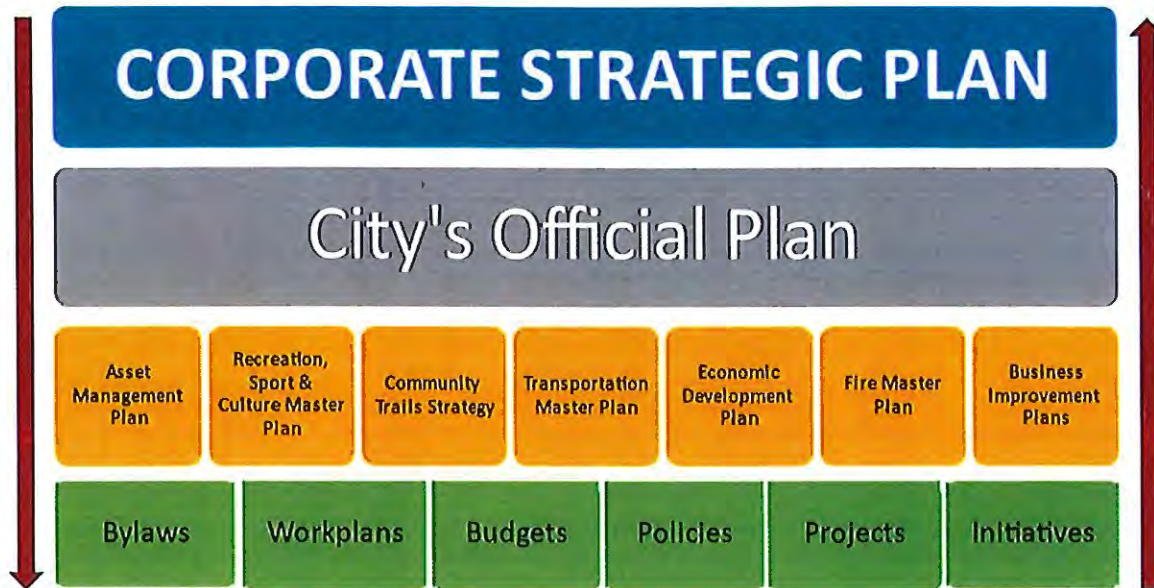 CORPORATE STRATEGIC PLAN
City's Official Plan
Asset
Management
Plan
Recreation,
Sport &
Culture Master
Plan
Community
Trails Strategy
Transportation
Master Plan
Economic
Development
Plan
Fire Master
Plan
Business
Improvement
Plans
Bylaws
Workplans
Budgets
Policies
Projects
Initiatives